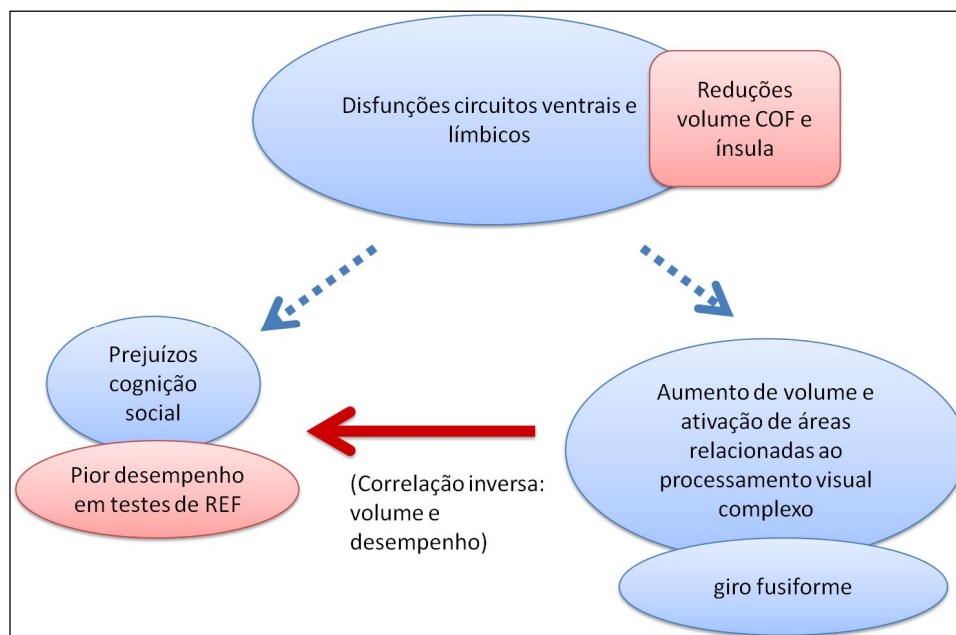 Disfunções circuitos ventrais e
límbicos
Reduções
volume COF e
ínsula
Prejuízos
cognição
social
Pior desempenho
em testes de REF
(Correlação inversa:
volume e
desempenho)
Aumento de volume e
ativação de áreas
relacionadas ao
processamento visual
complexo
giro fusiforme